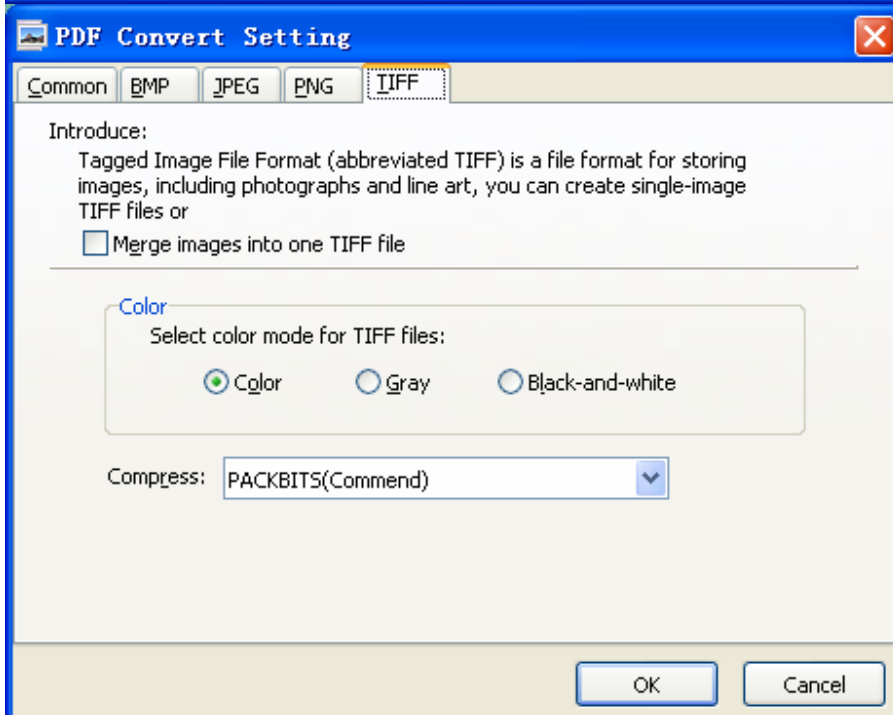 PDF Convert Setting
Common BMP JPEG PNG TIFF
Introduce:
Tagged Image File Format (abbreviated TIFF) is a file format for storing
images, including photographs and line art, you can create single-image
TIFF files or
Merge images into one TIFF file
Color
Select color mode for TIFF files:
Color Gray Black-and-white
Compress: PACKBITS(Commend)
OK Cancel